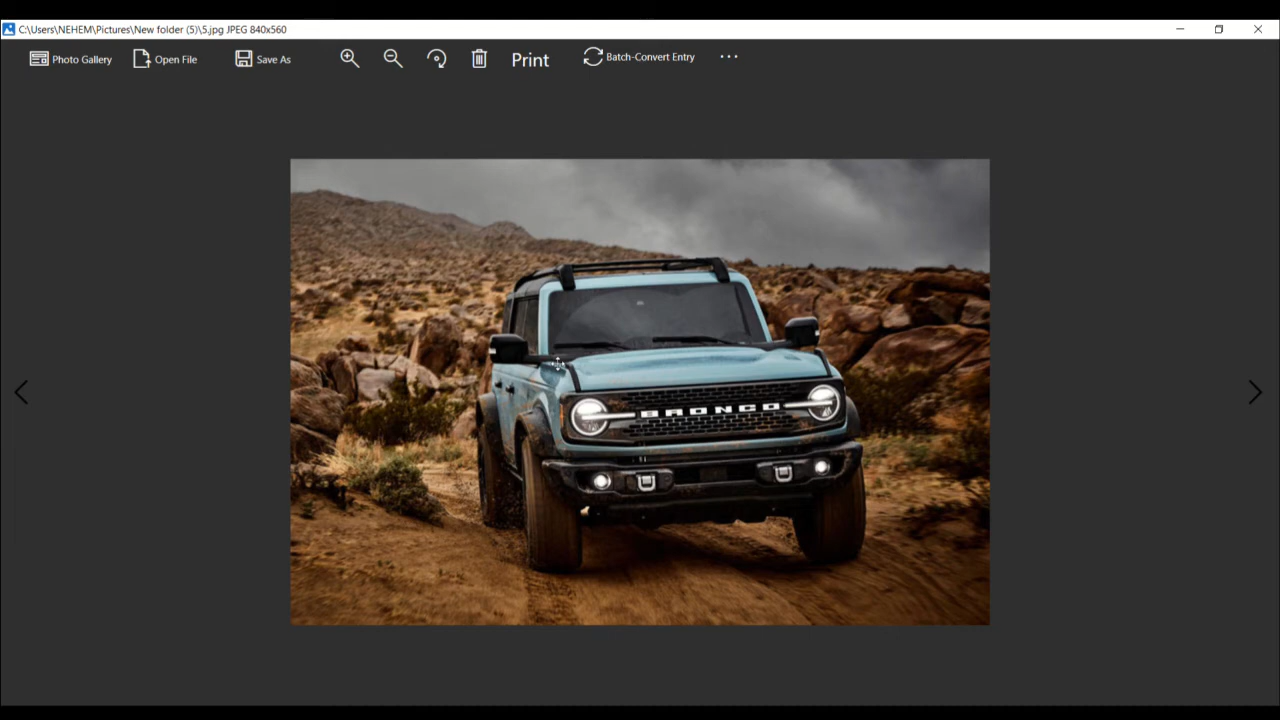 C:\Users\NEHEM\Pictures\New folder (5)\5.jpg JPEG 840x560
Photo Gallery Open File Save As Print Batch-Convert Entry ...
BRONCO